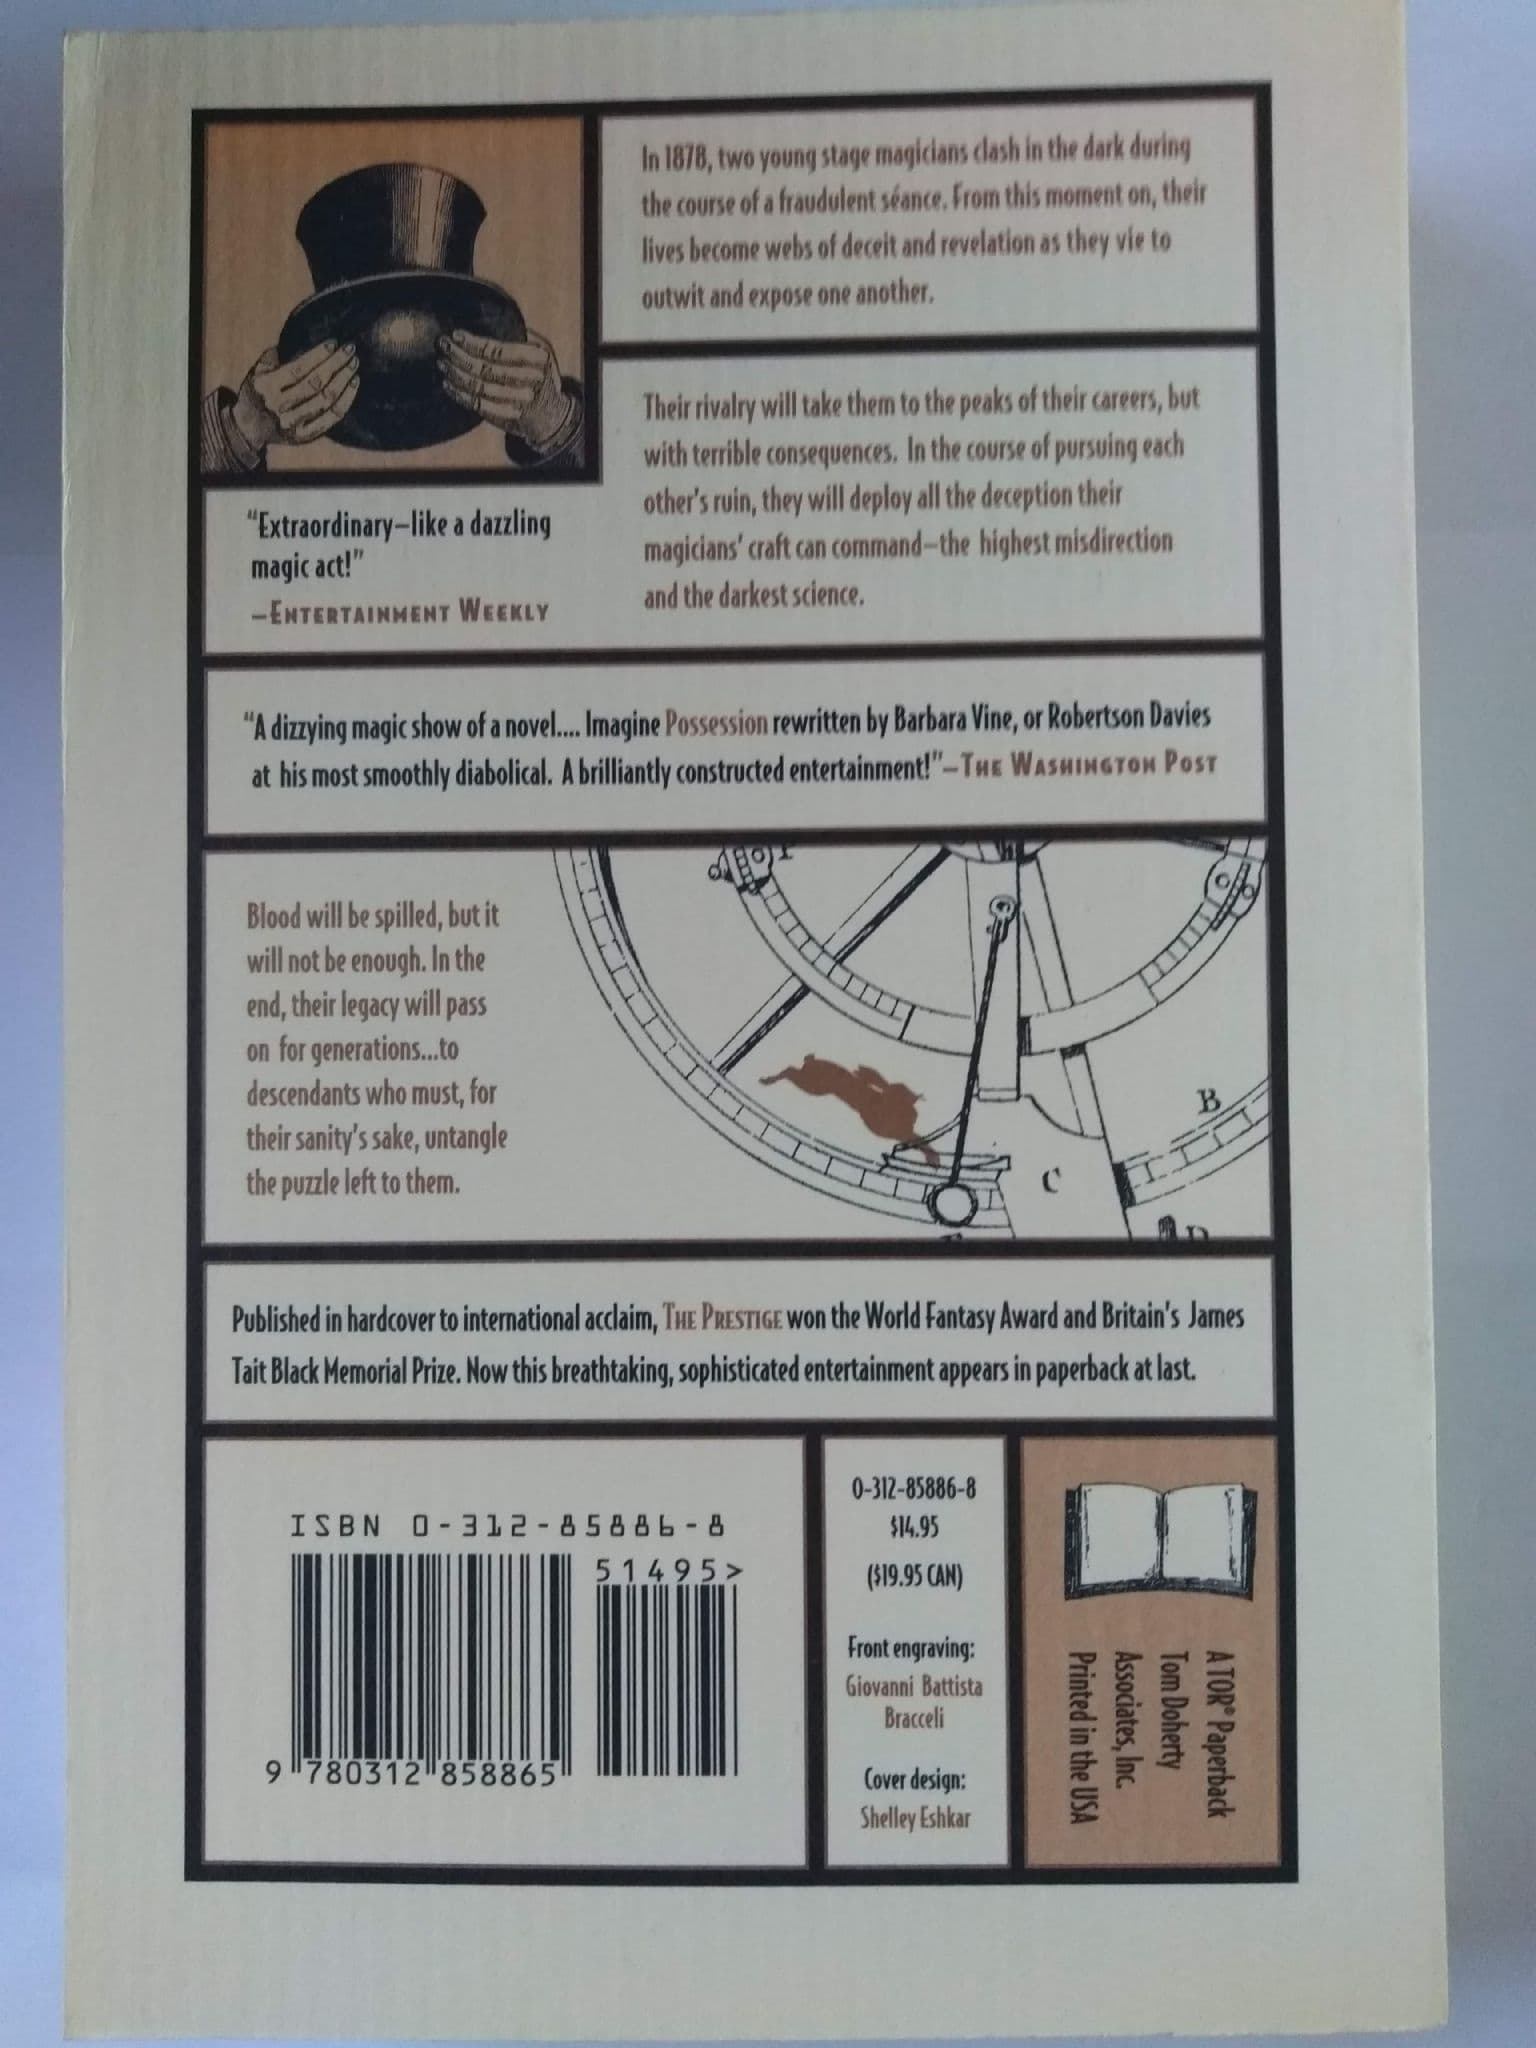 In 1878, two young stage magicians clash in the dark during
the course of a fraudulent séance. From this moment on, their
lives become webs of deceit and revelation as they vie to
outwit and expose one another.
Their rivalry will take them to the peaks of their careers, but
with terrible consequences. In the course of pursuing each
other's ruin, they will deploy all the deception their
magicians' craft can command—the highest misdirection
and the darkest science.
"Extraordinary—like a dazzling
magic act!"
—ENTERTAINMENT WEEKLY
"A dizzying magic show of a novel.... Imagine Possession rewritten by Barbara Vine, or Robertson Davies
at his most smoothly diabolical. A brilliantly constructed entertainment!"—THE WASHINGTON POST
Blood will be spilled, but it
will not be enough. In the
end, their legacy will pass
on for generations...to
descendants who must, for
their sanity's sake, untangle
the puzzle left to them.
B
C
Published in hardcover to international acclaim, THE PRESTIGE won the World Fantasy Award and Britain's James
Tait Black Memorial Prize. Now this breathtaking, sophisticated entertainment appears in paperback at last.
ISBN 0-312-85886-8
51495>
9 780312 858865
0-312-85886-8
$14.95
($19.95 CAN)
Front engraving:
Giovanni Battista
Bracceli
Cover design:
Shelley Eshkar
A TOR® Paperback
Tom Doherty
Associates, Inc.
Printed in the USA